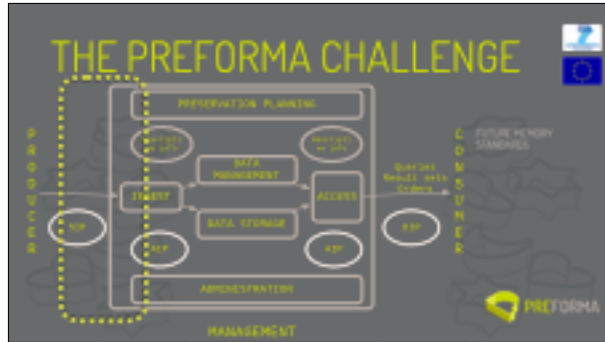 THE PREFORMA CHALLENGE
PRESERVATION PLANNING
PRODUCER
CONSUMER
FUTURE MEMORY
STANDARDS
DATA
MANAGEMENT
Queries
Result sets
Orders
INGEST
ACCESS
DATA STORAGE
SIP
AIP
AIP
DIP
ADMINISTRATION
MANAGEMENT
PREFORMA